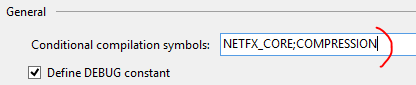 General
Conditional compilation symbols: NETFX_CORE;COMPRESSION
Define DEBUG constant